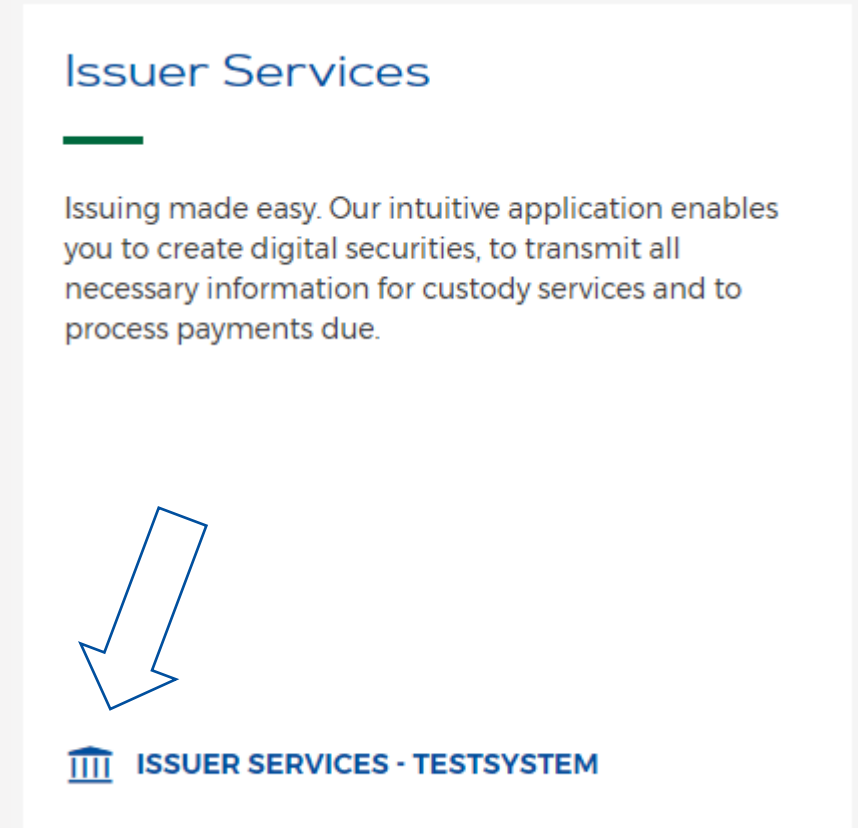 Issuer Services
Issuing made easy. Our intuitive application enables
you to create digital securities, to transmit all
necessary information for custody services and to
process payments due.
ISSUER SERVICES - TESTSYSTEM